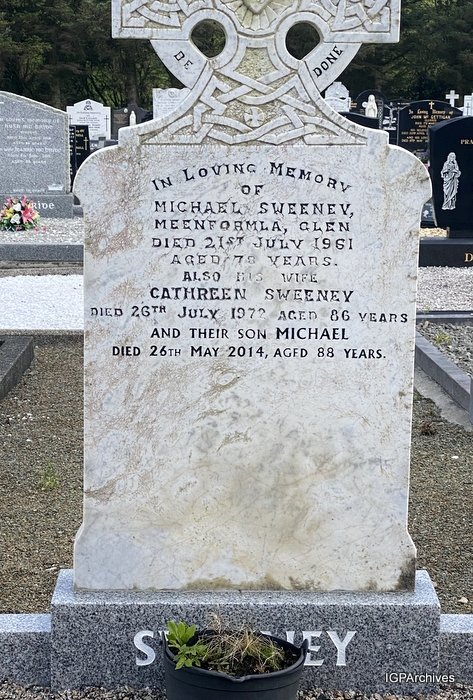 DE DONE
IN LOVING MEMORY
OF
MICHAEL SWEENEY,
MEENFORMLA, GLEN
DIED 21ST JULY 1961
AGED 78 YEARS.
ALSO HIS WIFE
CATHREEN SWEENEY
DIED 26TH JULY 1972 AGED 86 YEARS
AND THEIR SON MICHAEL
DIED 26TH MAY 2014, AGED 88 YEARS.
IGPArchives